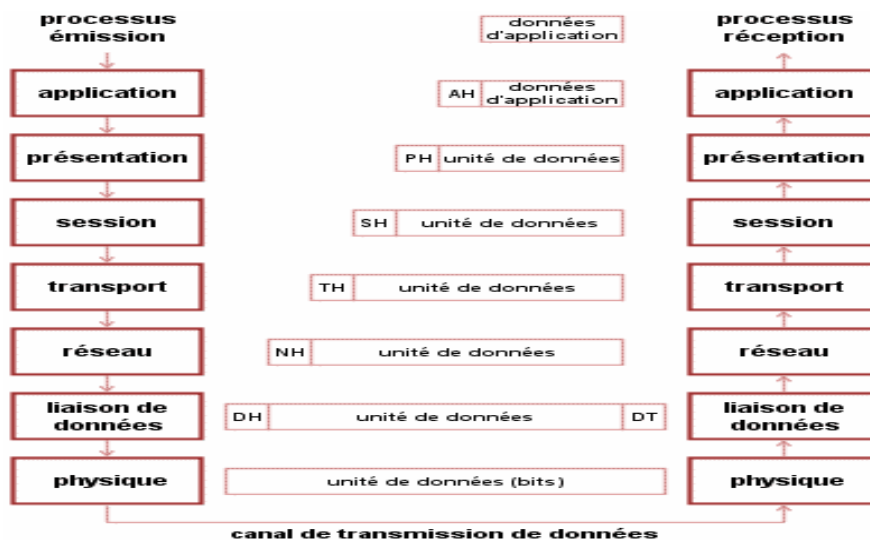 processus
émission
données
d'application
processus
réception
application
AH
données
d'application
application
présentation
PH
unité de données
présentation
session
SH
unité de données
session
transport
TH
unité de données
transport
réseau
NH
unité de données
réseau
liaison de
données
DH
unité de données
DT
liaison de
données
physique
unité de données (bits)
physique
canal de transmission de données